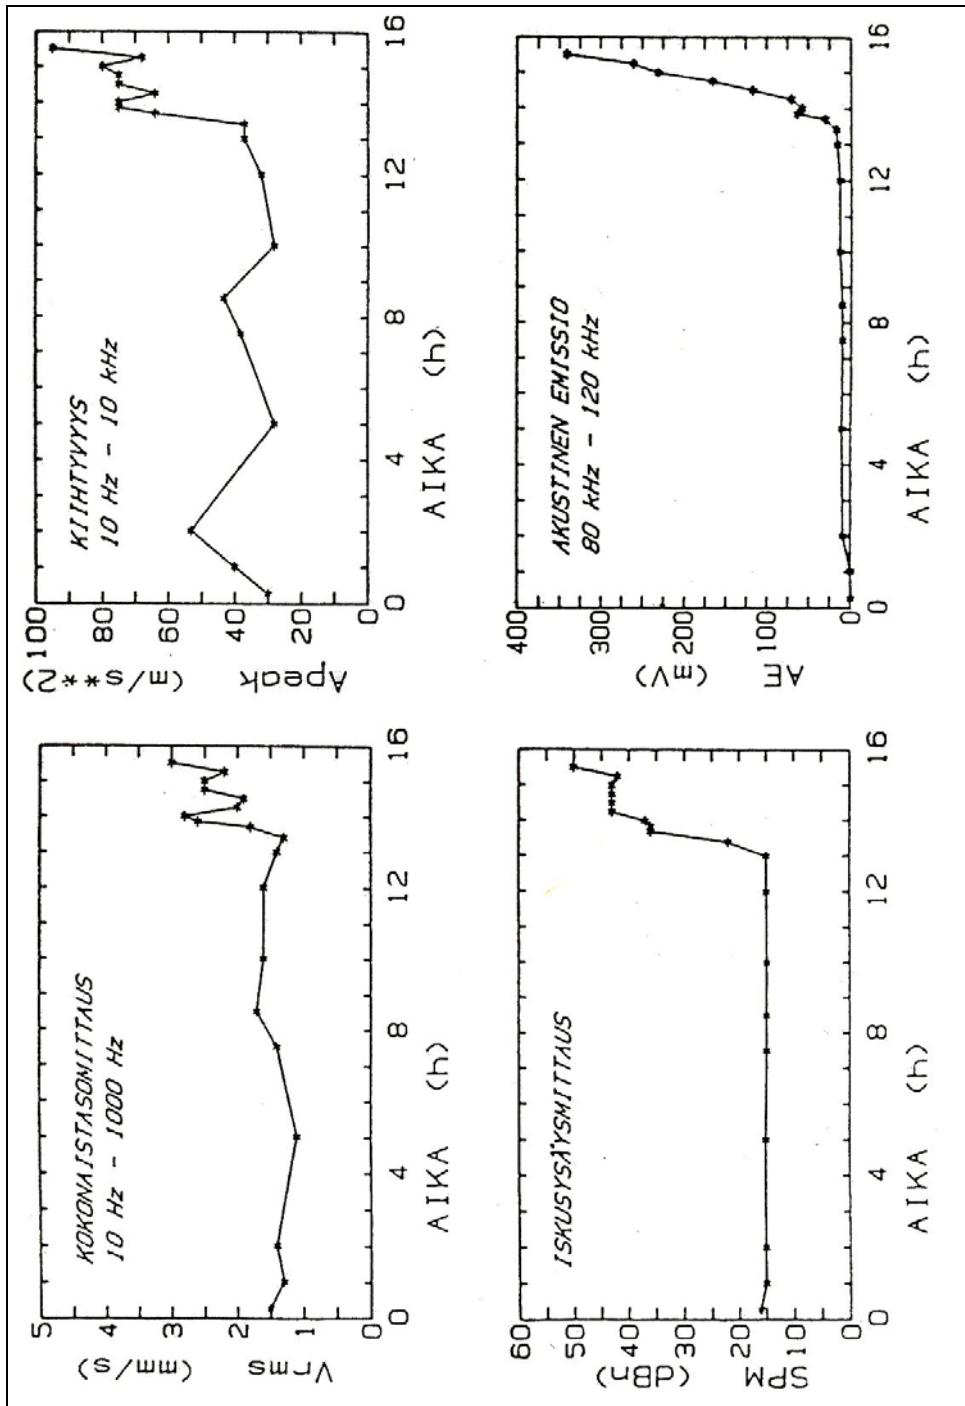 KOKONAISTASOMITTAUS
10 Hz - 1000 Hz
Vrms (mm/s)
5
4
3
2
1
0
0 4 8 12 16
AIKA (h)
KIIHTYVYYS
10 Hz - 10 kHz
Apeak (m/s**2)
100
80
60
40
20
0
0 4 8 12 16
AIKA (h)
ISKUSYSÄYSMITTAUS
SPM (dBn)
60
50
40
30
20
10
0
0 4 8 12 16
AIKA (h)
AKUSTINEN EMISSIO
80 kHz - 120 kHz
AE (mV)
400
300
200
100
0
0 4 8 12 16
AIKA (h)